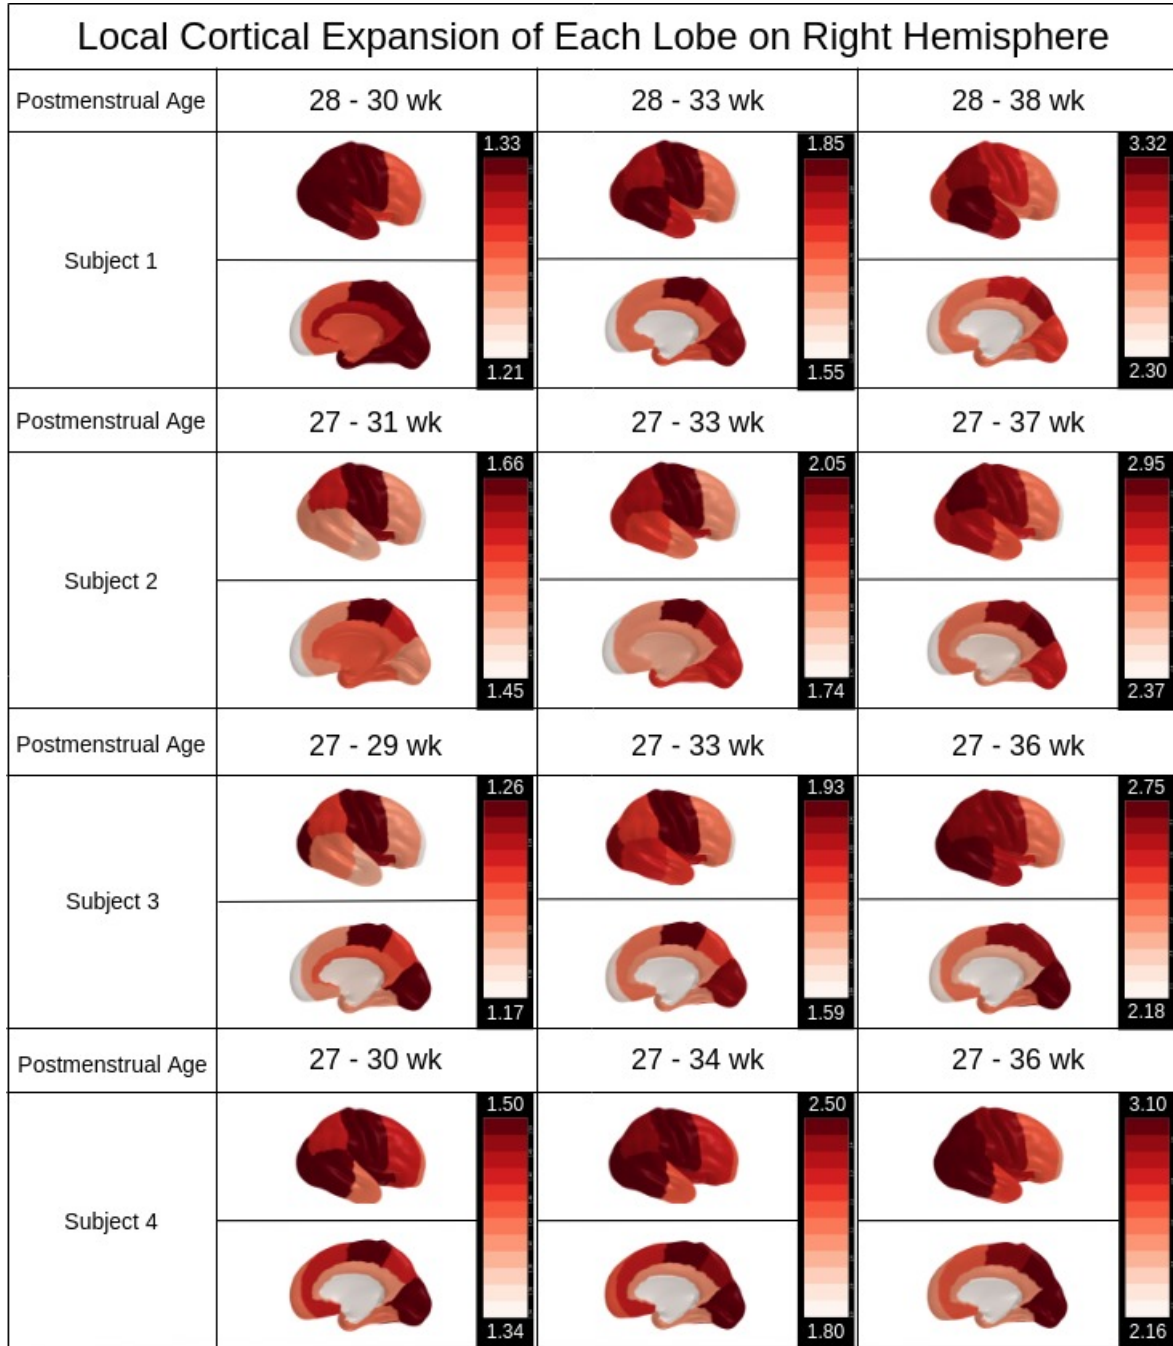 Local Cortical Expansion of Each Lobe on Right Hemisphere
Postmenstrual Age 28 - 30 wk 28 - 33 wk 28 - 38 wk
1.33 1.85 3.32
Subject 1
1.21 1.55 2.30
Postmenstrual Age 27 - 31 wk 27 - 33 wk 27 - 37 wk
1.66 2.05 2.95
Subject 2
1.45 1.74 2.37
Postmenstrual Age 27 - 29 wk 27 - 33 wk 27 - 36 wk
1.26 1.93 2.75
Subject 3
1.17 1.59 2.18
Postmenstrual Age 27 - 30 wk 27 - 34 wk 27 - 36 wk
1.50 2.50 3.10
Subject 4
1.34 1.80 2.16